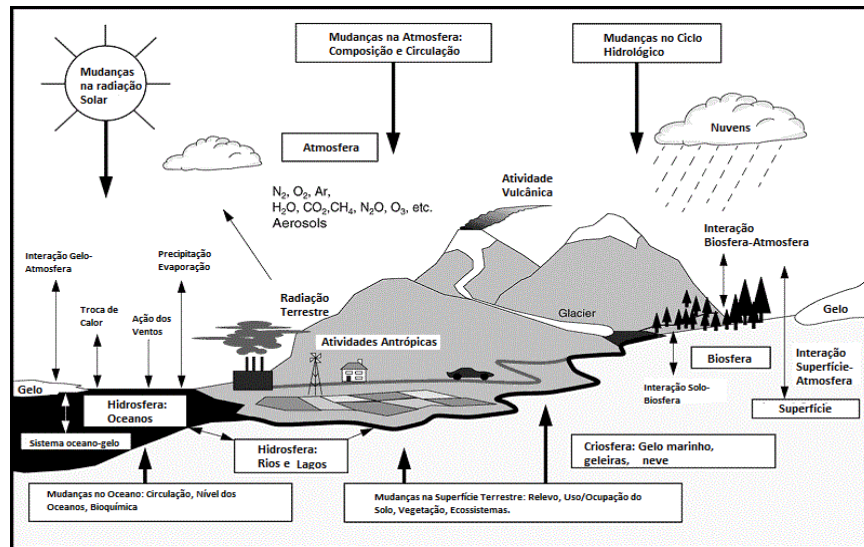 Mudanças na Atmosfera:
Composição e Circulação
Mudanças no Ciclo
Hidrológico
Mudanças
na radiação
Solar
Nuvens
Atmosfera
Atividade
Vulcânica
N2, O2, Ar,
H2O, CO2,CH4, N2O, O3, etc.
Aerosols
Interação
Biosfera-Atmosfera
Interação Gelo-
Atmosfera
Precipitação
Evaporação
Radiação
Terrestre
Troca de
Calor
Ação dos
Ventos
Glacier
Gelo
Atividades Antrópicas
Biosfera
Interação
Superfície-
Atmosfera
Gelo
Interação Solo-
Biosfera
Hidrosfera:
Oceanos
Superfície
Sistema oceano-gelo
Hidrosfera:
Rios e Lagos
Criosfera: Gelo marinho,
geleiras, neve
Mudanças no Oceano: Circulação, Nível dos
Oceanos, Bioquímica
Mudanças na Superfície Terrestre: Relevo, Uso/Ocupação do
Solo, Vegetação, Ecossistemas.